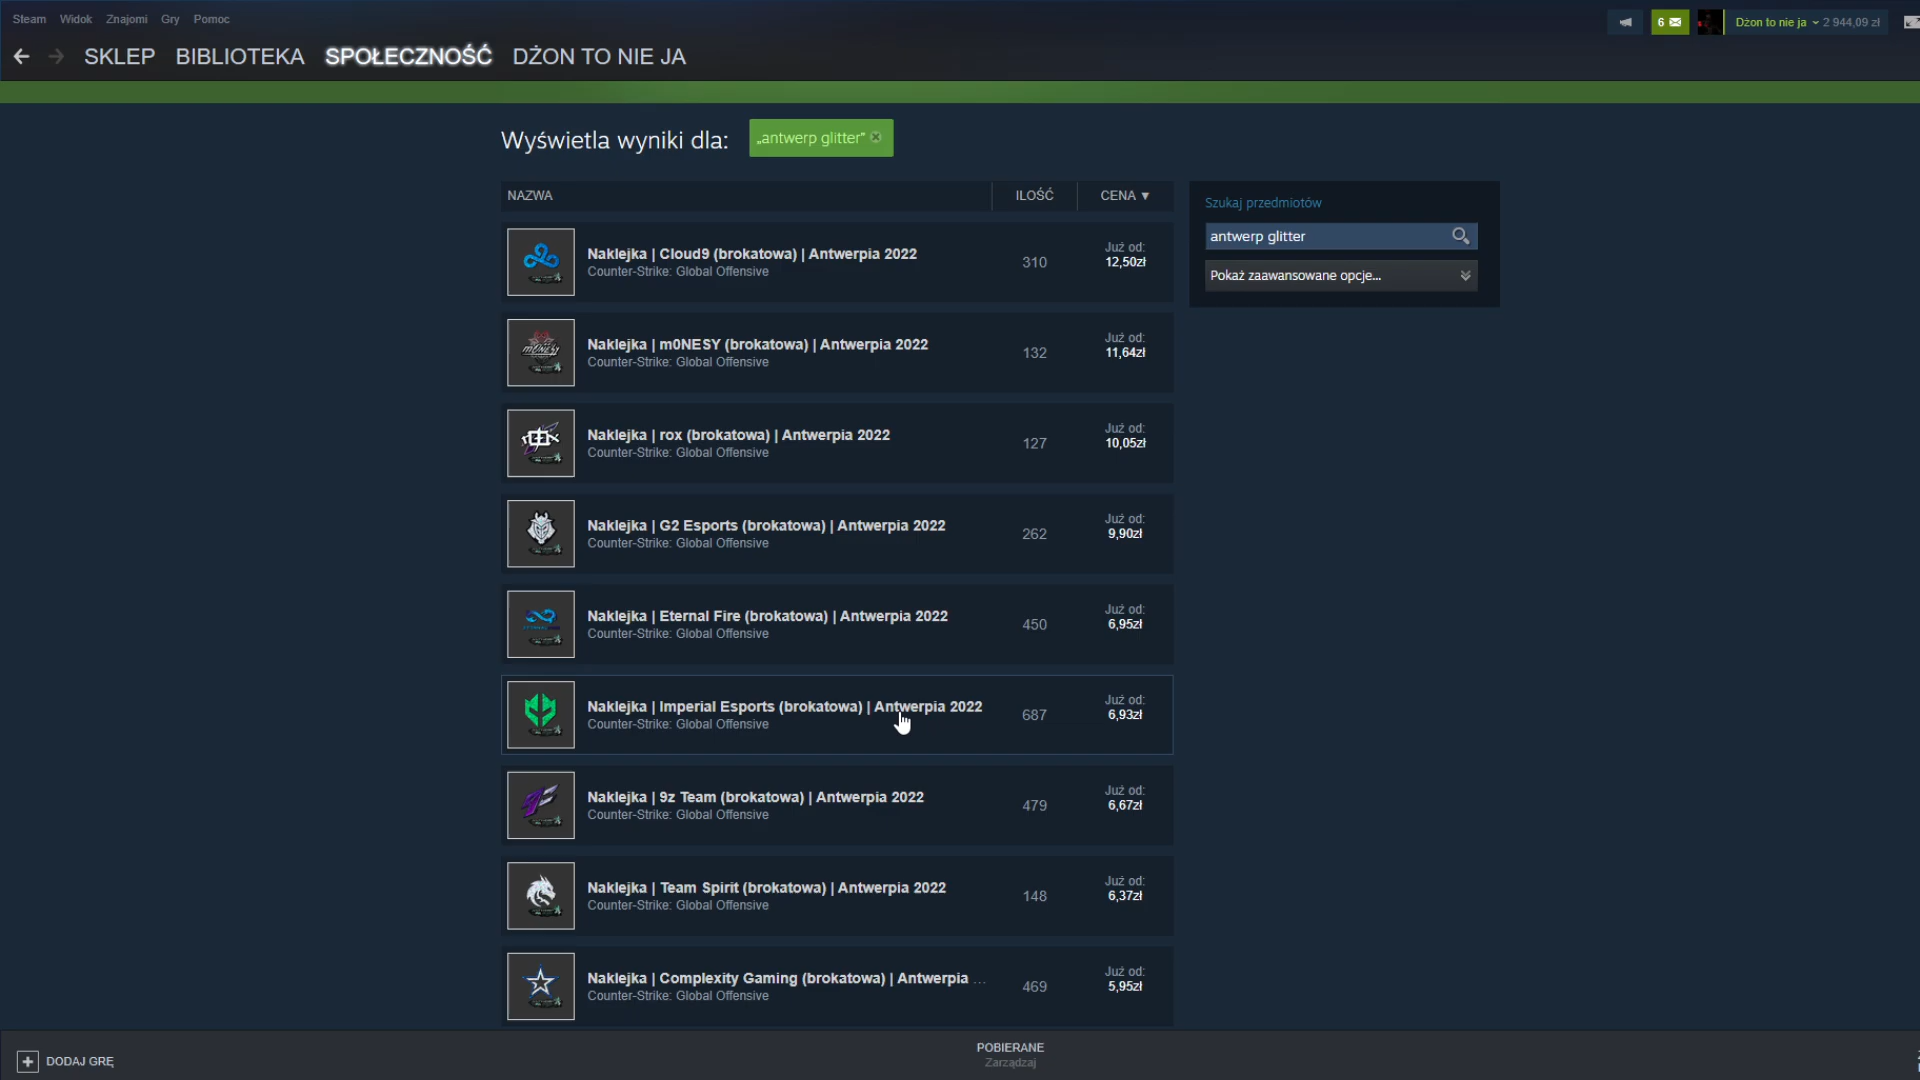 Steam Widok Znajomi Gry Pomoc
6 Dżon to nie ja 2 944,09 zł
SKLEP BIBLIOTEKA SPOŁECZNOŚĆ DŻON TO NIE JA
Wyświetla wyniki dla: „antwerp glitter”
NAZWA ILOŚĆ CENA ▼
Szukaj przedmiotów
antwerp glitter
Pokaż zaawansowane opcje...
Naklejka | Cloud9 (brokatowa) | Antwerpia 2022
Counter-Strike: Global Offensive
310
Już od:
12,50zł
Naklejka | m0NESY (brokatowa) | Antwerpia 2022
Counter-Strike: Global Offensive
132
Już od:
11,64zł
Naklejka | rox (brokatowa) | Antwerpia 2022
Counter-Strike: Global Offensive
127
Już od:
10,05zł
Naklejka | G2 Esports (brokatowa) | Antwerpia 2022
Counter-Strike: Global Offensive
262
Już od:
9,90zł
Naklejka | Eternal Fire (brokatowa) | Antwerpia 2022
Counter-Strike: Global Offensive
450
Już od:
6,95zł
Naklejka | Imperial Esports (brokatowa) | Antwerpia 2022
Counter-Strike: Global Offensive
687
Już od:
6,93zł
Naklejka | 9z Team (brokatowa) | Antwerpia 2022
Counter-Strike: Global Offensive
479
Już od:
6,67zł
Naklejka | Team Spirit (brokatowa) | Antwerpia 2022
Counter-Strike: Global Offensive
148
Już od:
6,37zł
Naklejka | Complexity Gaming (brokatowa) | Antwerpia ...
Counter-Strike: Global Offensive
469
Już od:
5,95zł
DODAJ GRĘ
POBIERANE
Zarządzaj